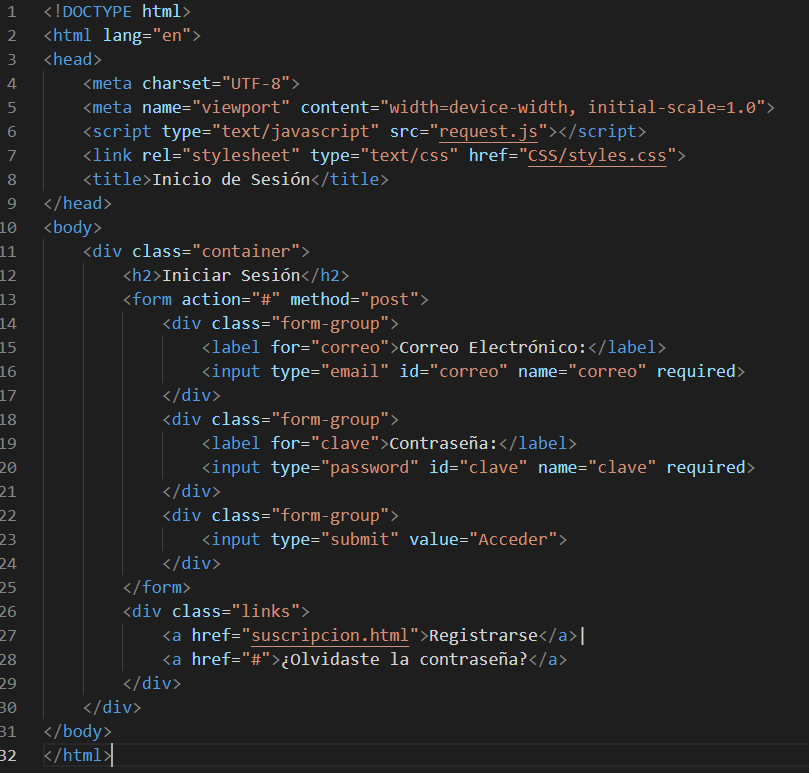 1 <!DOCTYPE html>
2 <html lang="en">
3 <head>
4 <meta charset="UTF-8">
5 <meta name="viewport" content="width=device-width, initial-scale=1.0">
6 <script type="text/javascript" src="request.js"></script>
7 <link rel="stylesheet" type="text/css" href="CSS/styles.css">
8 <title>Inicio de Sesión</title>
9 </head>
10 <body>
11 <div class="container">
12 <h2>Iniciar Sesión</h2>
13 <form action="#" method="post">
14 <div class="form-group">
15 <label for="correo">Correo Electrónico:</label>
16 <input type="email" id="correo" name="correo" required>
17 </div>
18 <div class="form-group">
19 <label for="clave">Contraseña:</label>
20 <input type="password" id="clave" name="clave" required>
21 </div>
22 <div class="form-group">
23 <input type="submit" value="Acceder">
24 </div>
25 </form>
26 <div class="links">
27 <a href="suscripcion.html">Registrarse</a>|
28 <a href="#">¿Olvidaste la contraseña?</a>
29 </div>
30 </div>
31 </body>
32 </html>